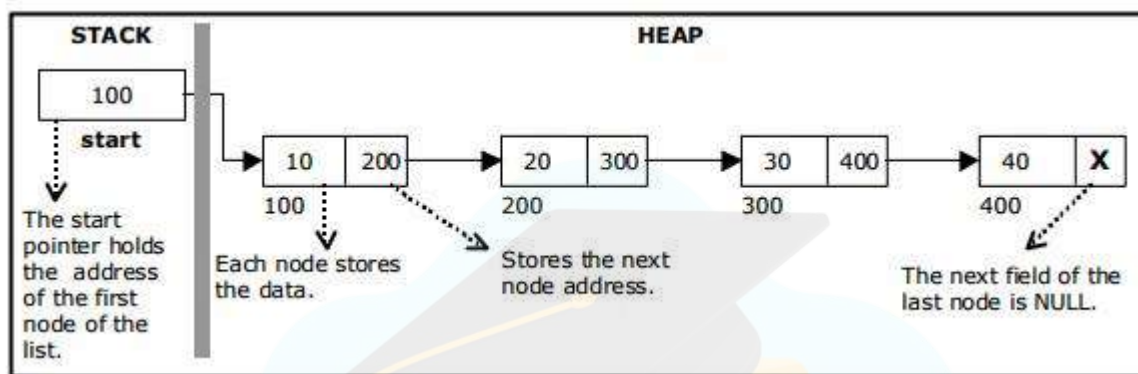 STACK
HEAP
100
start
10 200 20 300 30 400 40 X
100 200 300 400
The start
pointer holds
the address
of the first
node of the
list.
Each node stores
the data.
Stores the next
node address.
The next field of the
last node is NULL.